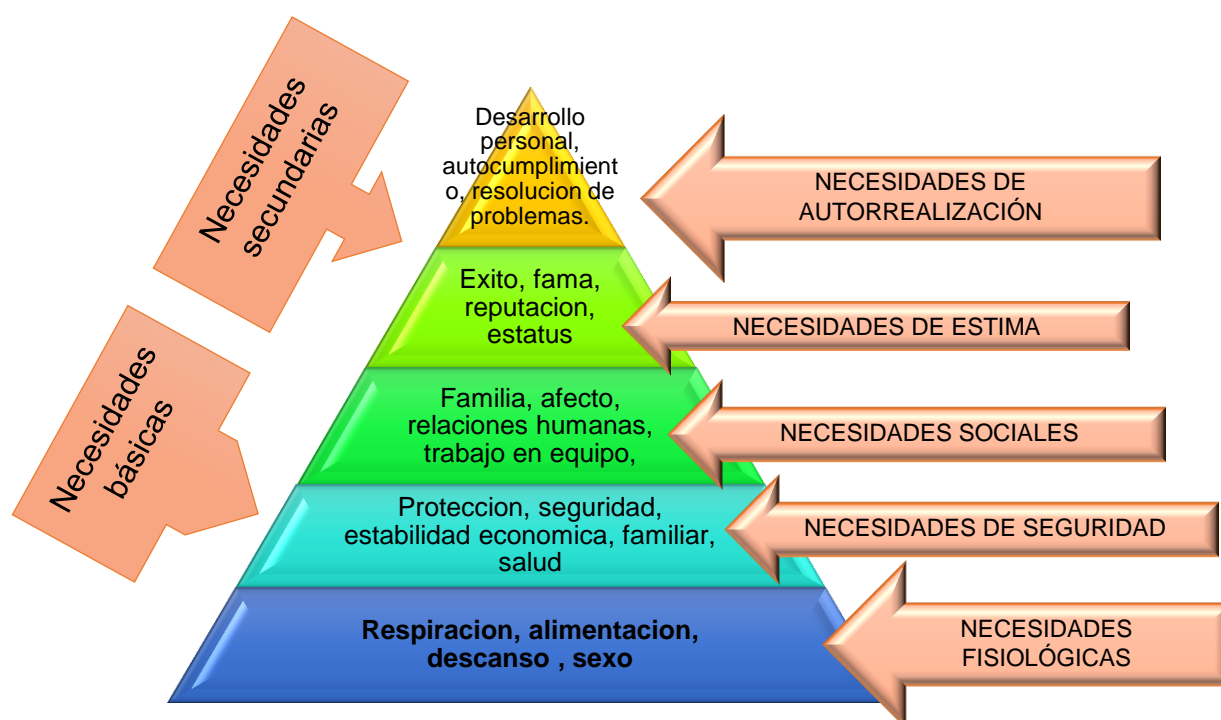 Necesidades
secundarias
Desarrollo
personal,
autocumplimient
o, resolucion de
problemas.
NECESIDADES DE
AUTORREALIZACIÓN
Exito, fama,
reputacion,
estatus
NECESIDADES DE ESTIMA
Necesidades
básicas
Familia, afecto,
relaciones humanas,
trabajo en equipo,
NECESIDADES SOCIALES
Proteccion, seguridad,
estabilidad economica, familiar,
salud
NECESIDADES DE SEGURIDAD
Respiracion, alimentacion,
descanso , sexo
NECESIDADES
FISIOLÓGICAS